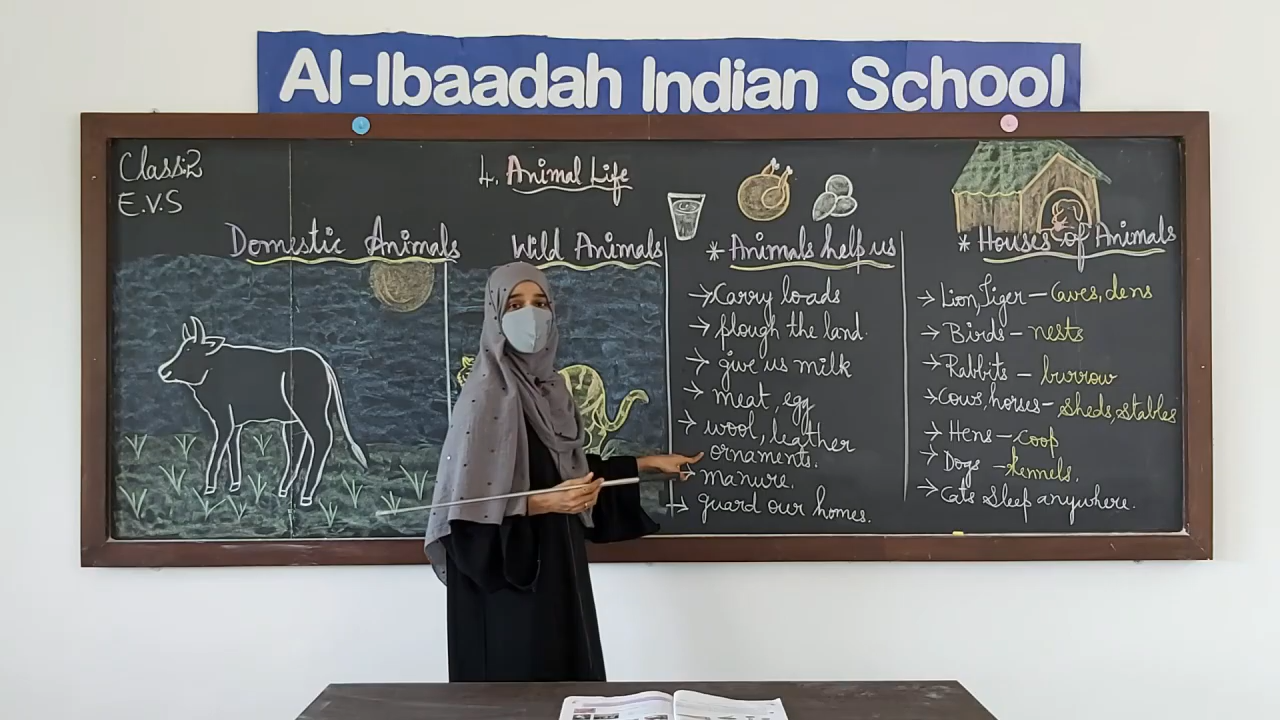 Al-Ibaadah Indian School
Class:2
E.V.S
4. Animal Life
Domestic Animals
Wild Animals
* Animals help us
→ Carry loads
→ plough the land.
→ give us milk
→ meat, egg
→ wool, leather
ornaments.
→ manure.
→ guard our homes.
* Houses of Animals
→ Lion, Tiger – Caves, dens
→ Birds – nests
→ Rabbits – burrow
→ Cows, horses – sheds, stables
→ Hens – coop
→ Dogs – kennels.
→ Cats sleep anywhere.